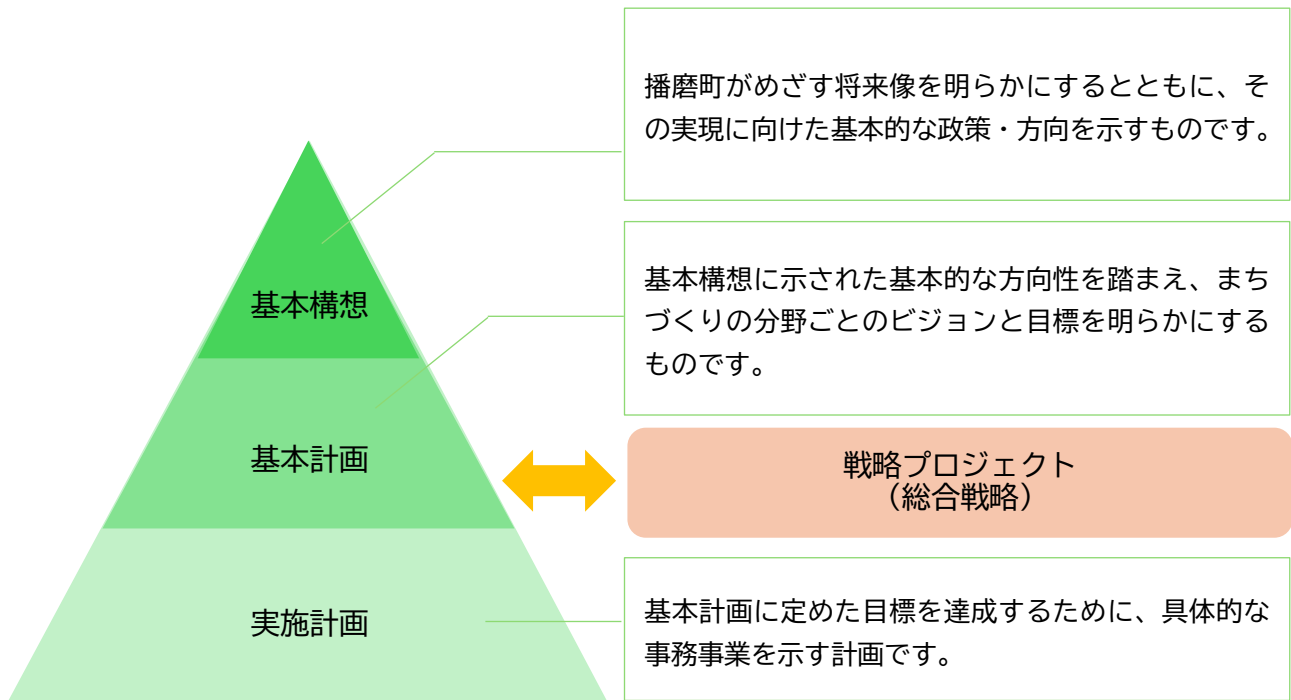 播磨町がめざす将来像を明らかにするとともに、そ
の実現に向けた基本的な政策・方向を示すものです。
基本構想
基本構想に示された基本的な方向性を踏まえ、まち
づくりの分野ごとのビジョンと目標を明らかにする
ものです。
基本計画
戦略プロジェクト
（総合戦略）
実施計画
基本計画に定めた目標を達成するために、具体的な
事務事業を示す計画です。